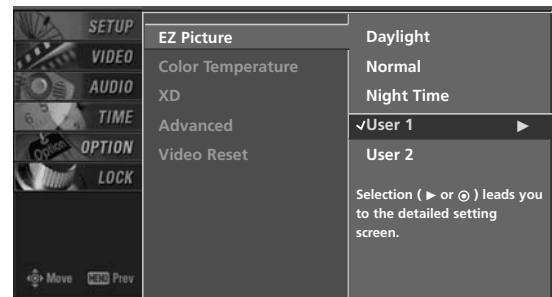 SETUP
VIDEO
AUDIO
TIME
OPTION
LOCK
Move MENU Prev
EZ Picture
Color Temperature
XD
Advanced
Video Reset
Daylight
Normal
Night Time
✓User 1 ►
User 2
Selection ( ► or ◉ ) leads you
to the detailed setting
screen.